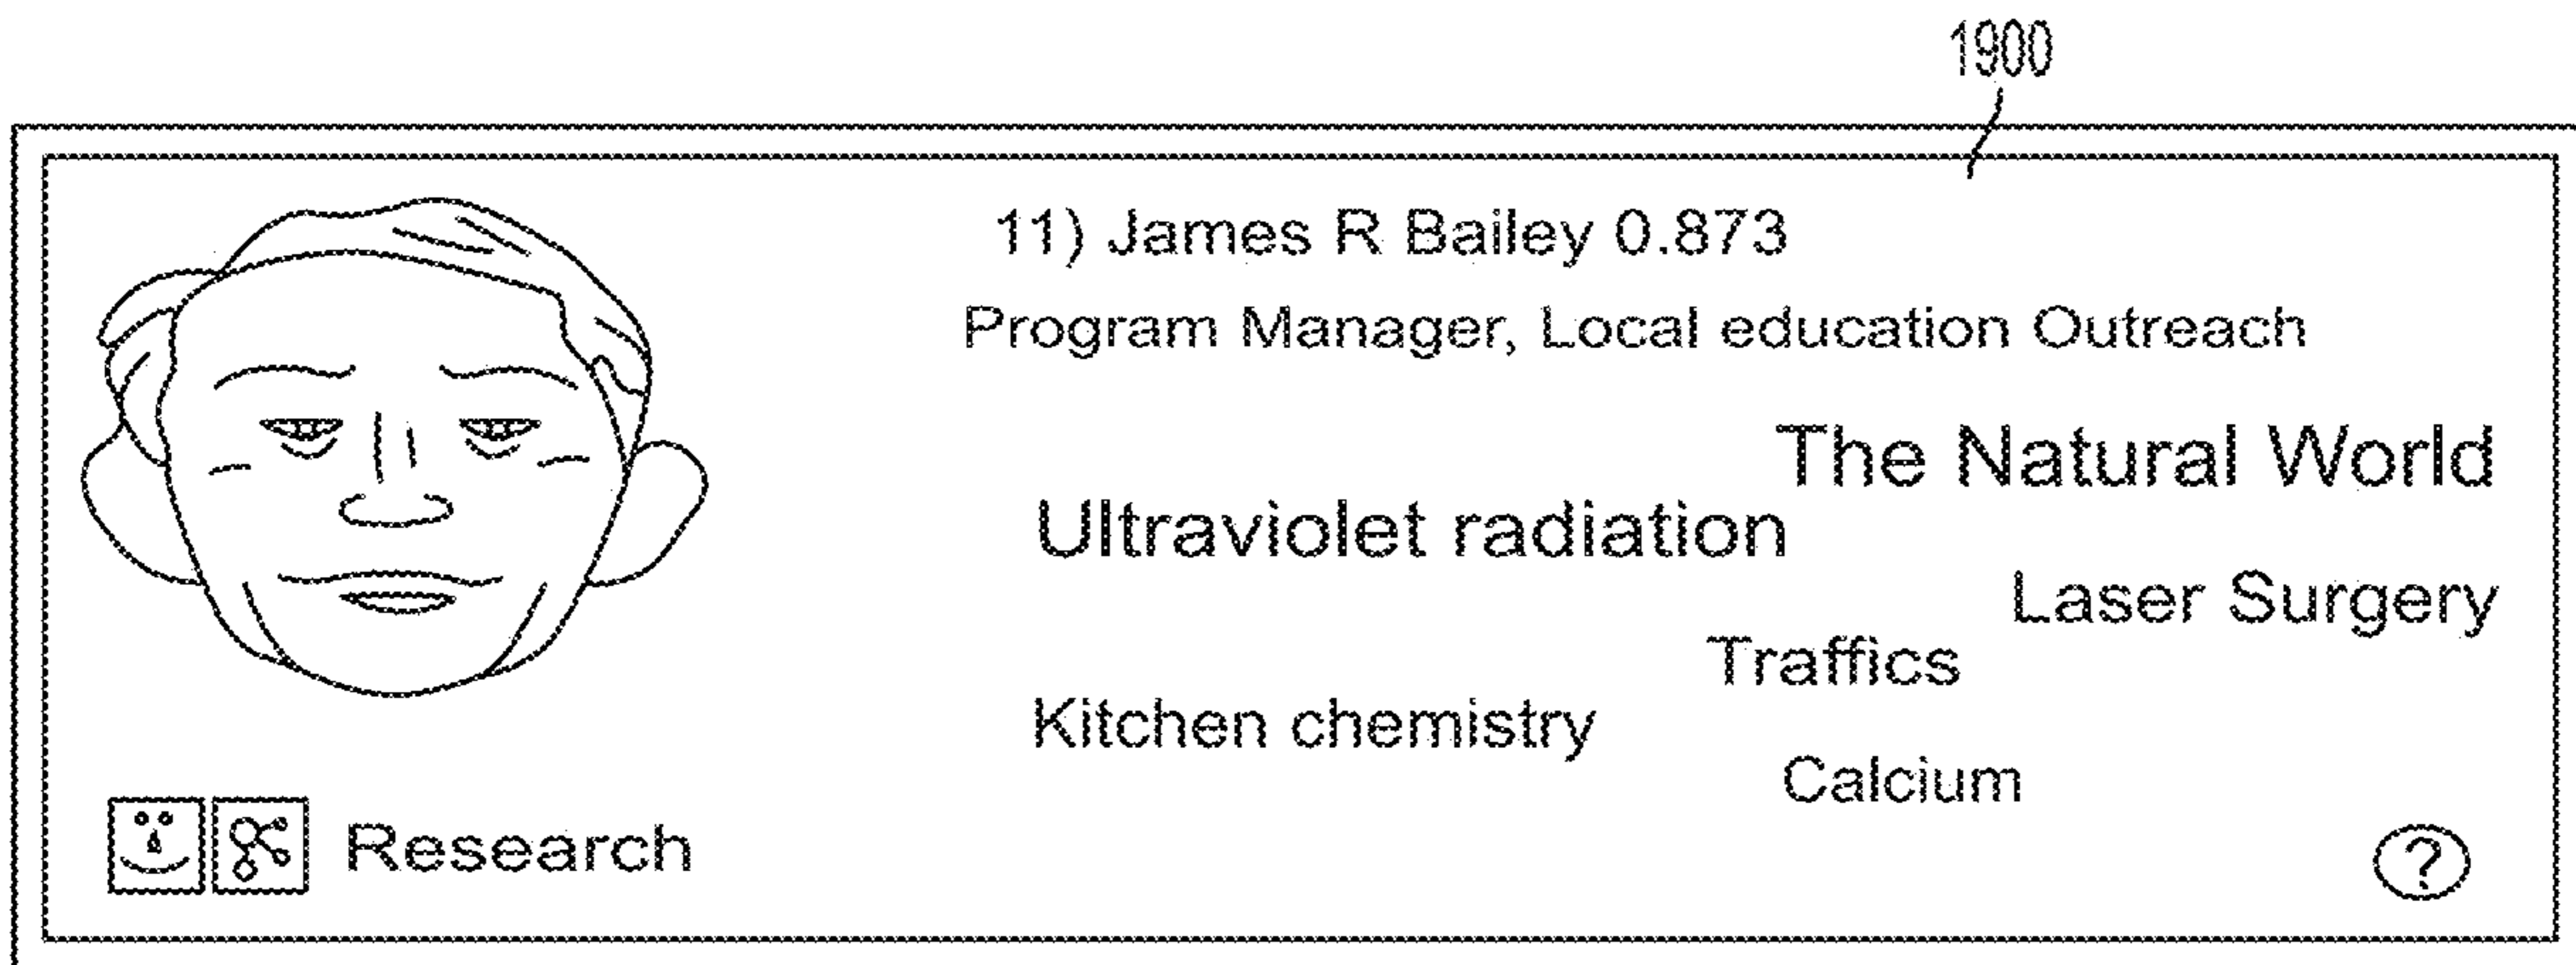 1900
11) James R Bailey 0.873
Program Manager, Local education Outreach
The Natural World
Ultraviolet radiation
Laser Surgery
Traffics
Kitchen chemistry
Calcium
Research
?